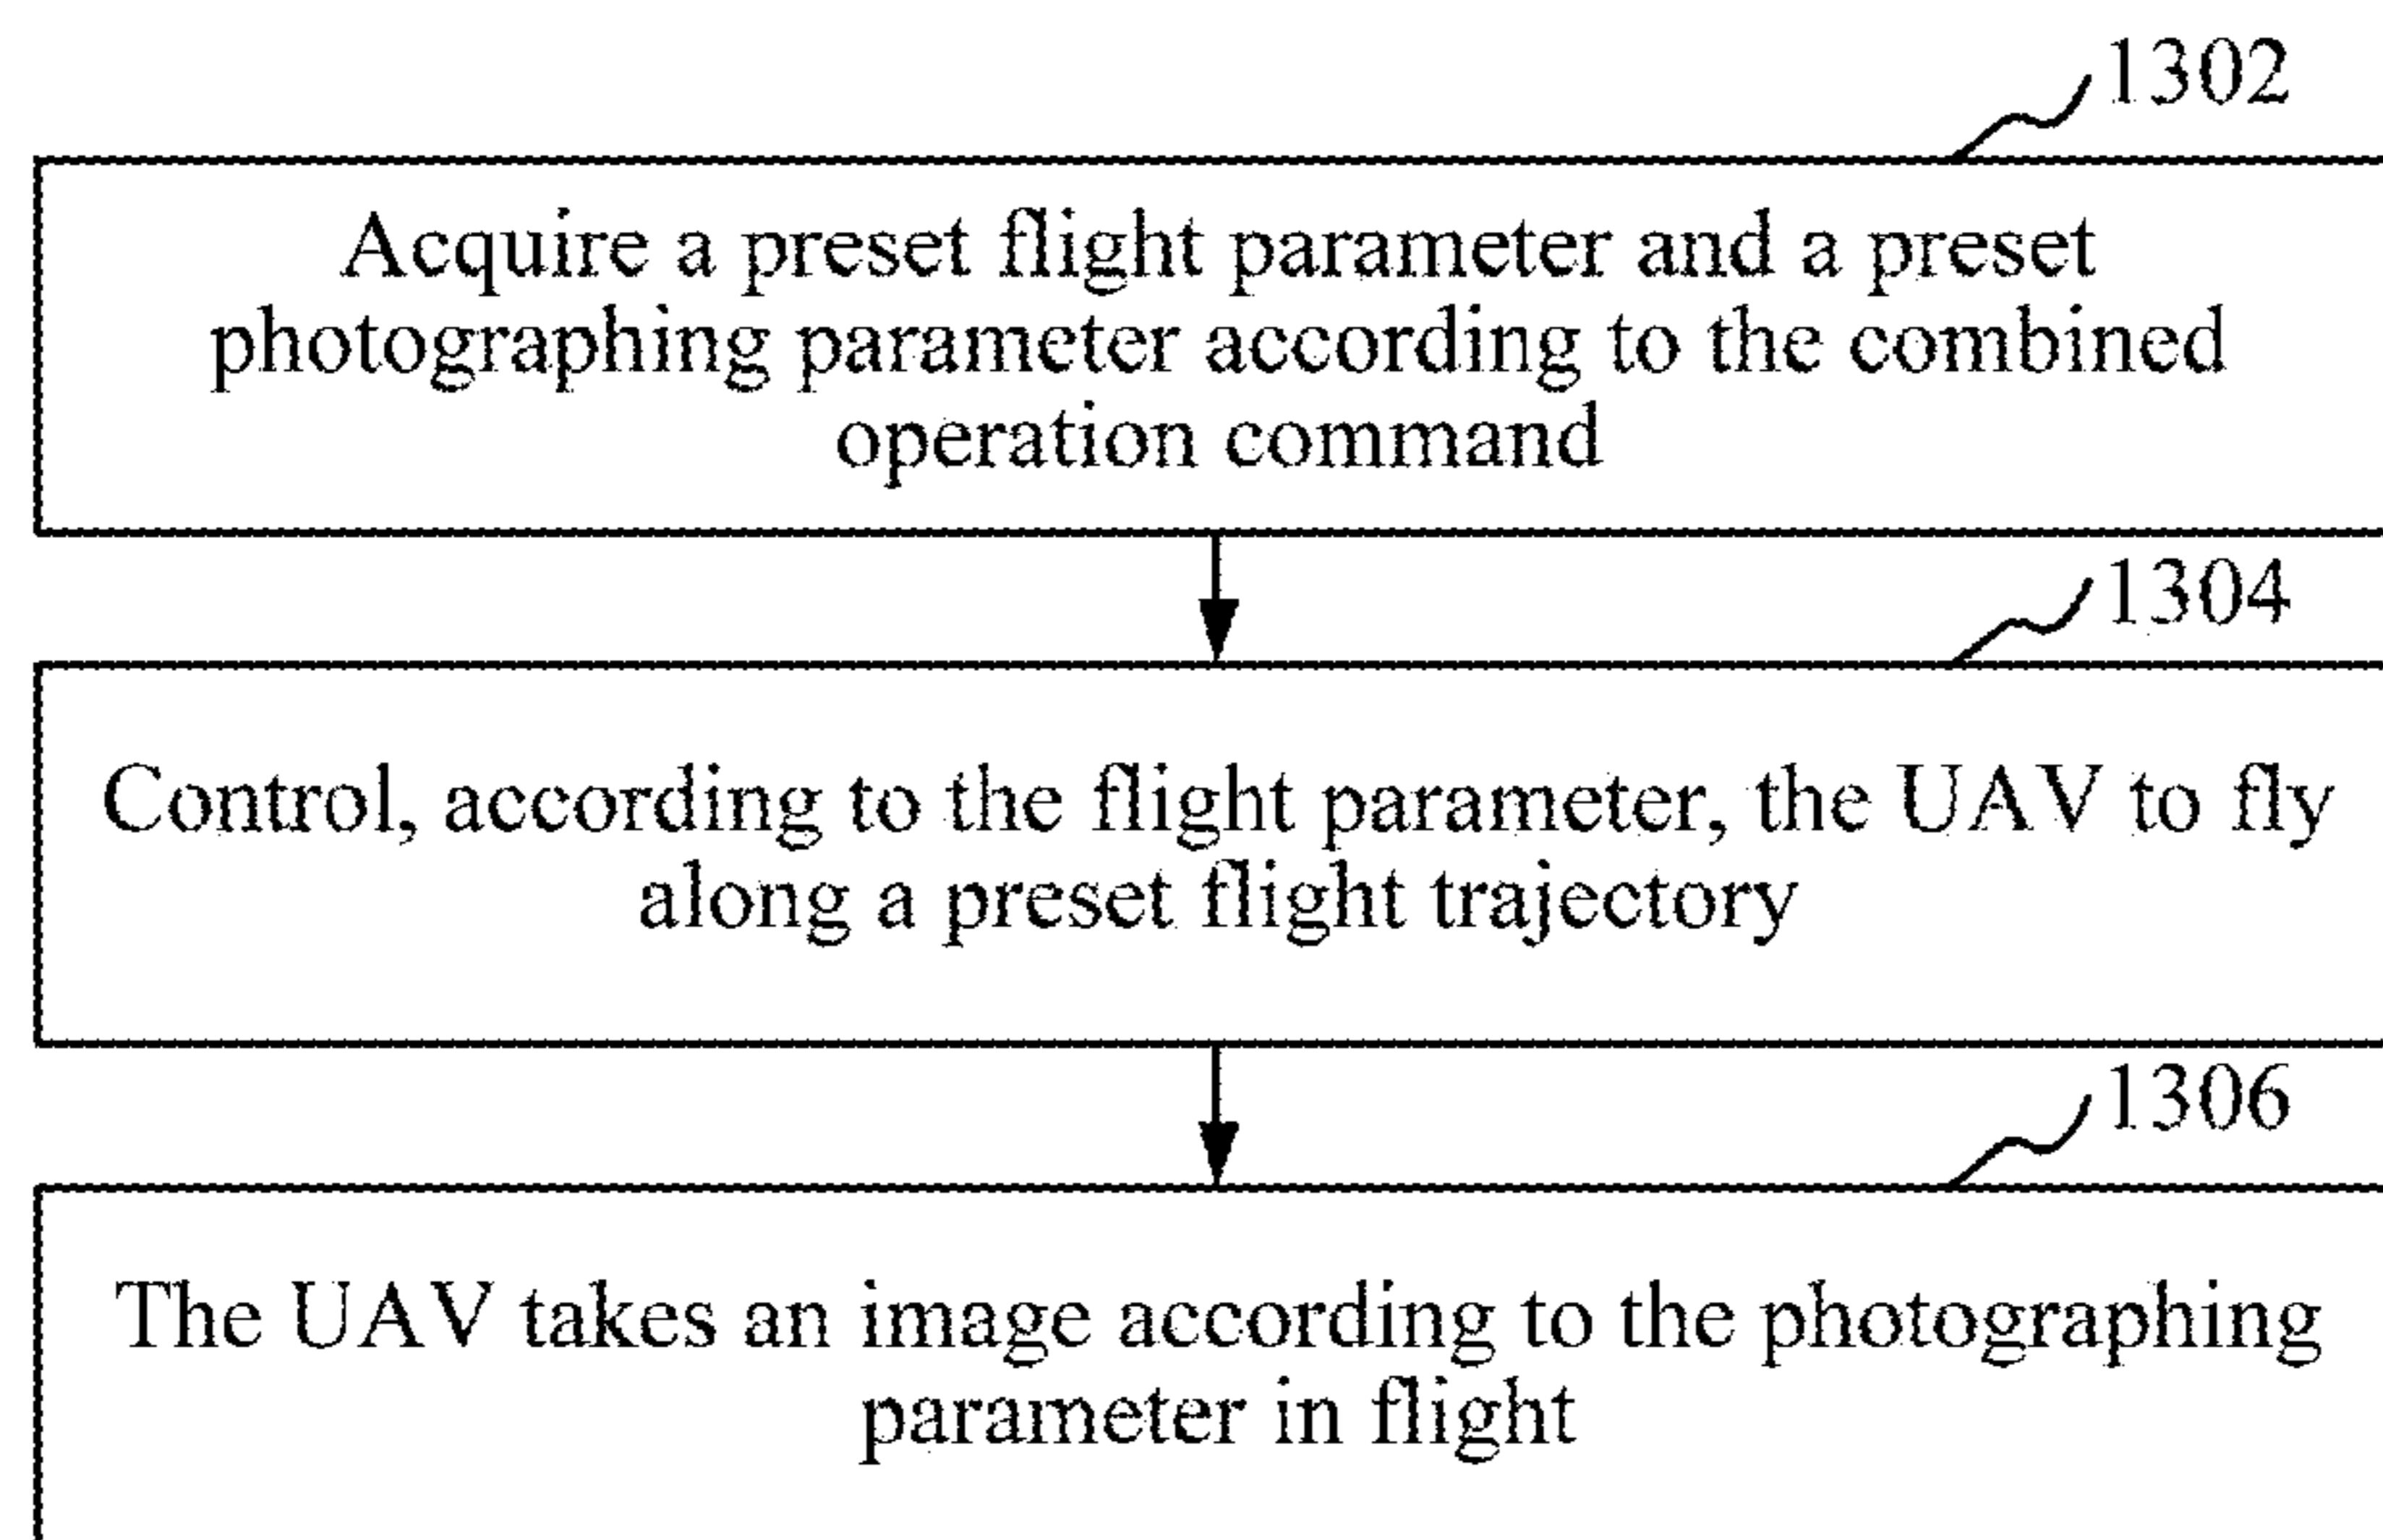 1302
Acquire a preset flight parameter and a preset
photographing parameter according to the combined
operation command
1304
Control, according to the flight parameter, the UAV to fly
along a preset flight trajectory
1306
The UAV takes an image according to the photographing
parameter in flight